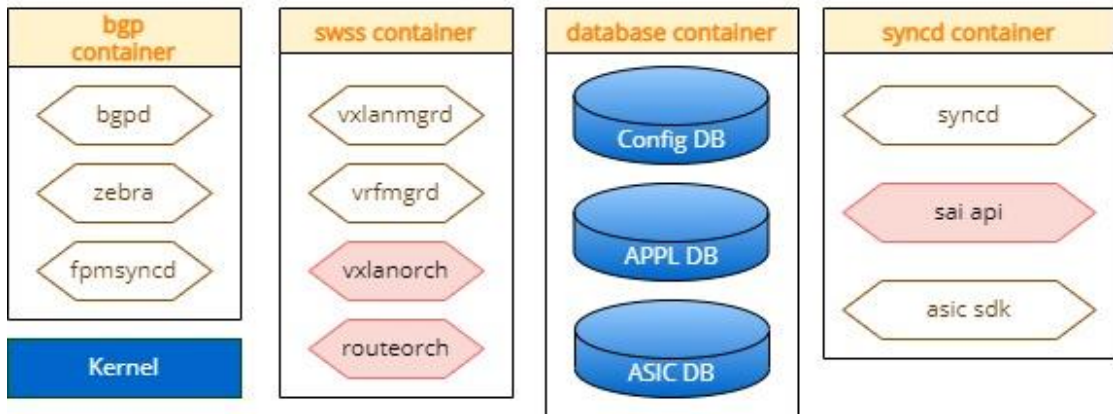 bgp
container
bgpd
zebra
fpmsyncd
Kernel
swss container
vxlanmgrd
vrfmgrd
vxlanorch
routeorch
database container
Config DB
APPL DB
ASIC DB
syncd container
syncd
sai api
asic sdk